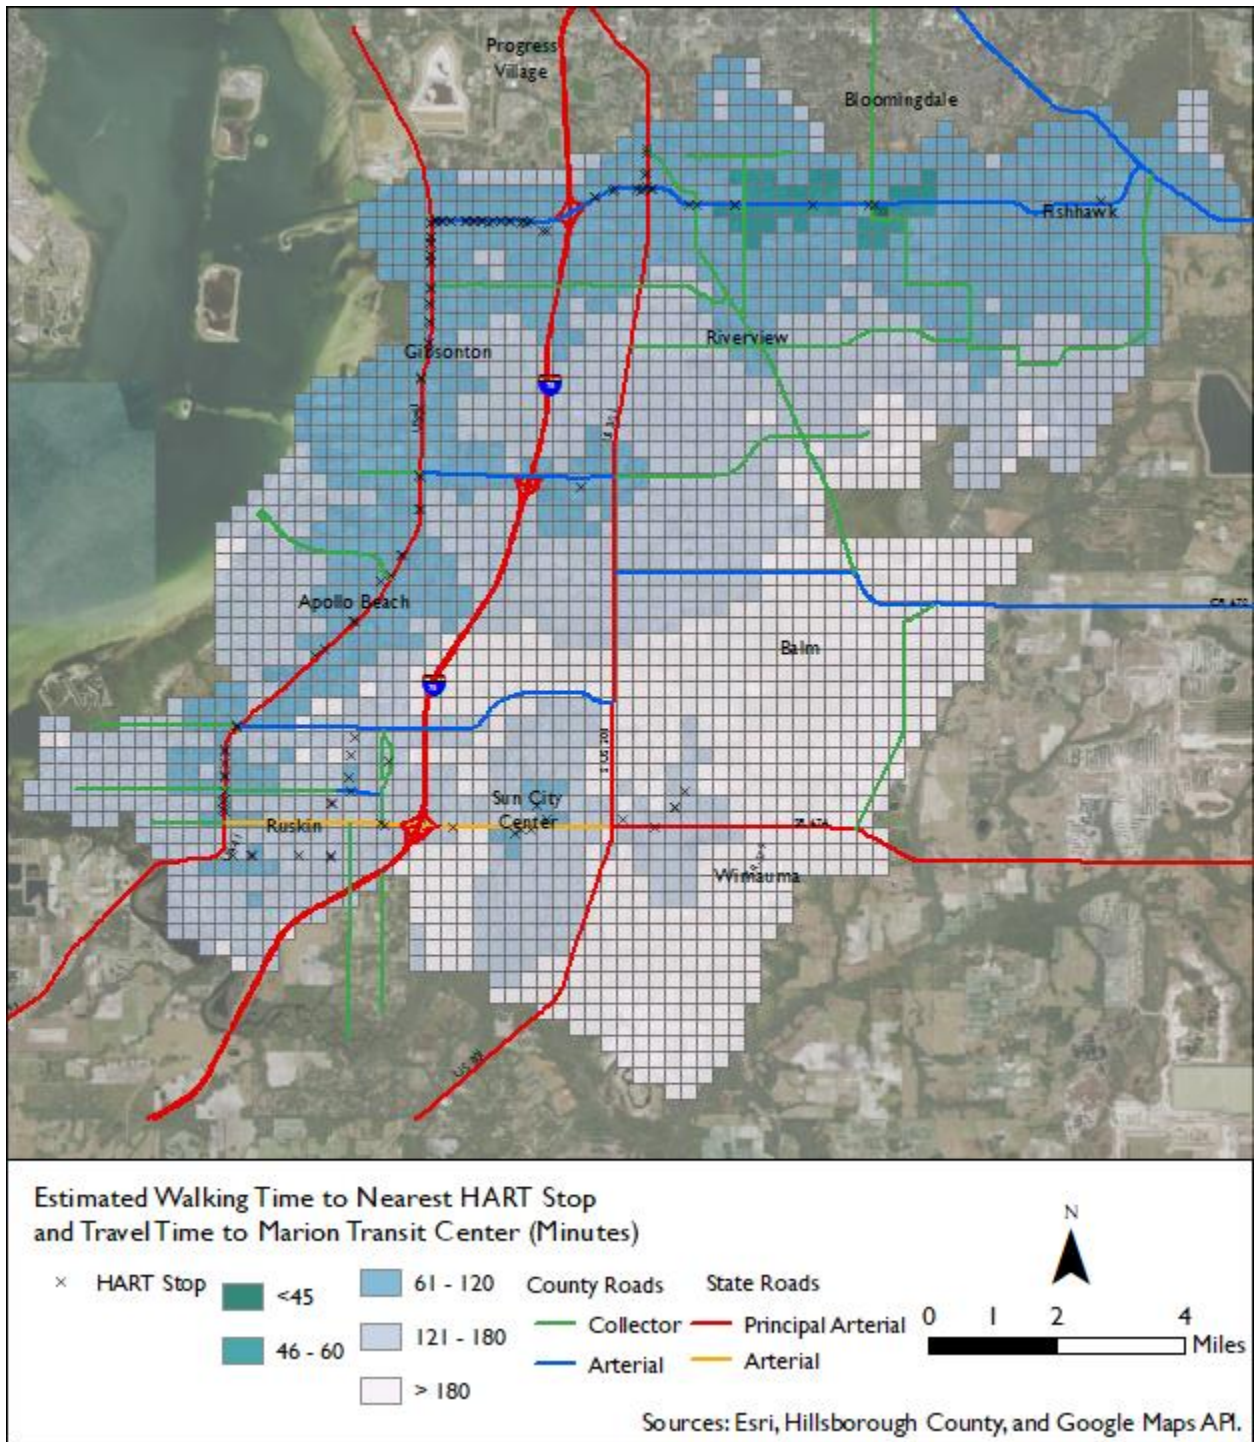 Progress
Village
Bloomingdale
Fishhawk
Riverview
Gibsonton
Apollo Beach
Balm
Sun City
Center
Ruskin
Wimauma
Estimated Walking Time to Nearest HART Stop
and Travel Time to Marion Transit Center (Minutes)
HART Stop
<45
46 - 60
61 - 120
121 - 180
> 180
County Roads
Collector
Arterial
State Roads
Principal Arterial
Arterial
N
0 1 2 4
Miles
Sources: Esri, Hillsborough County, and Google Maps API.